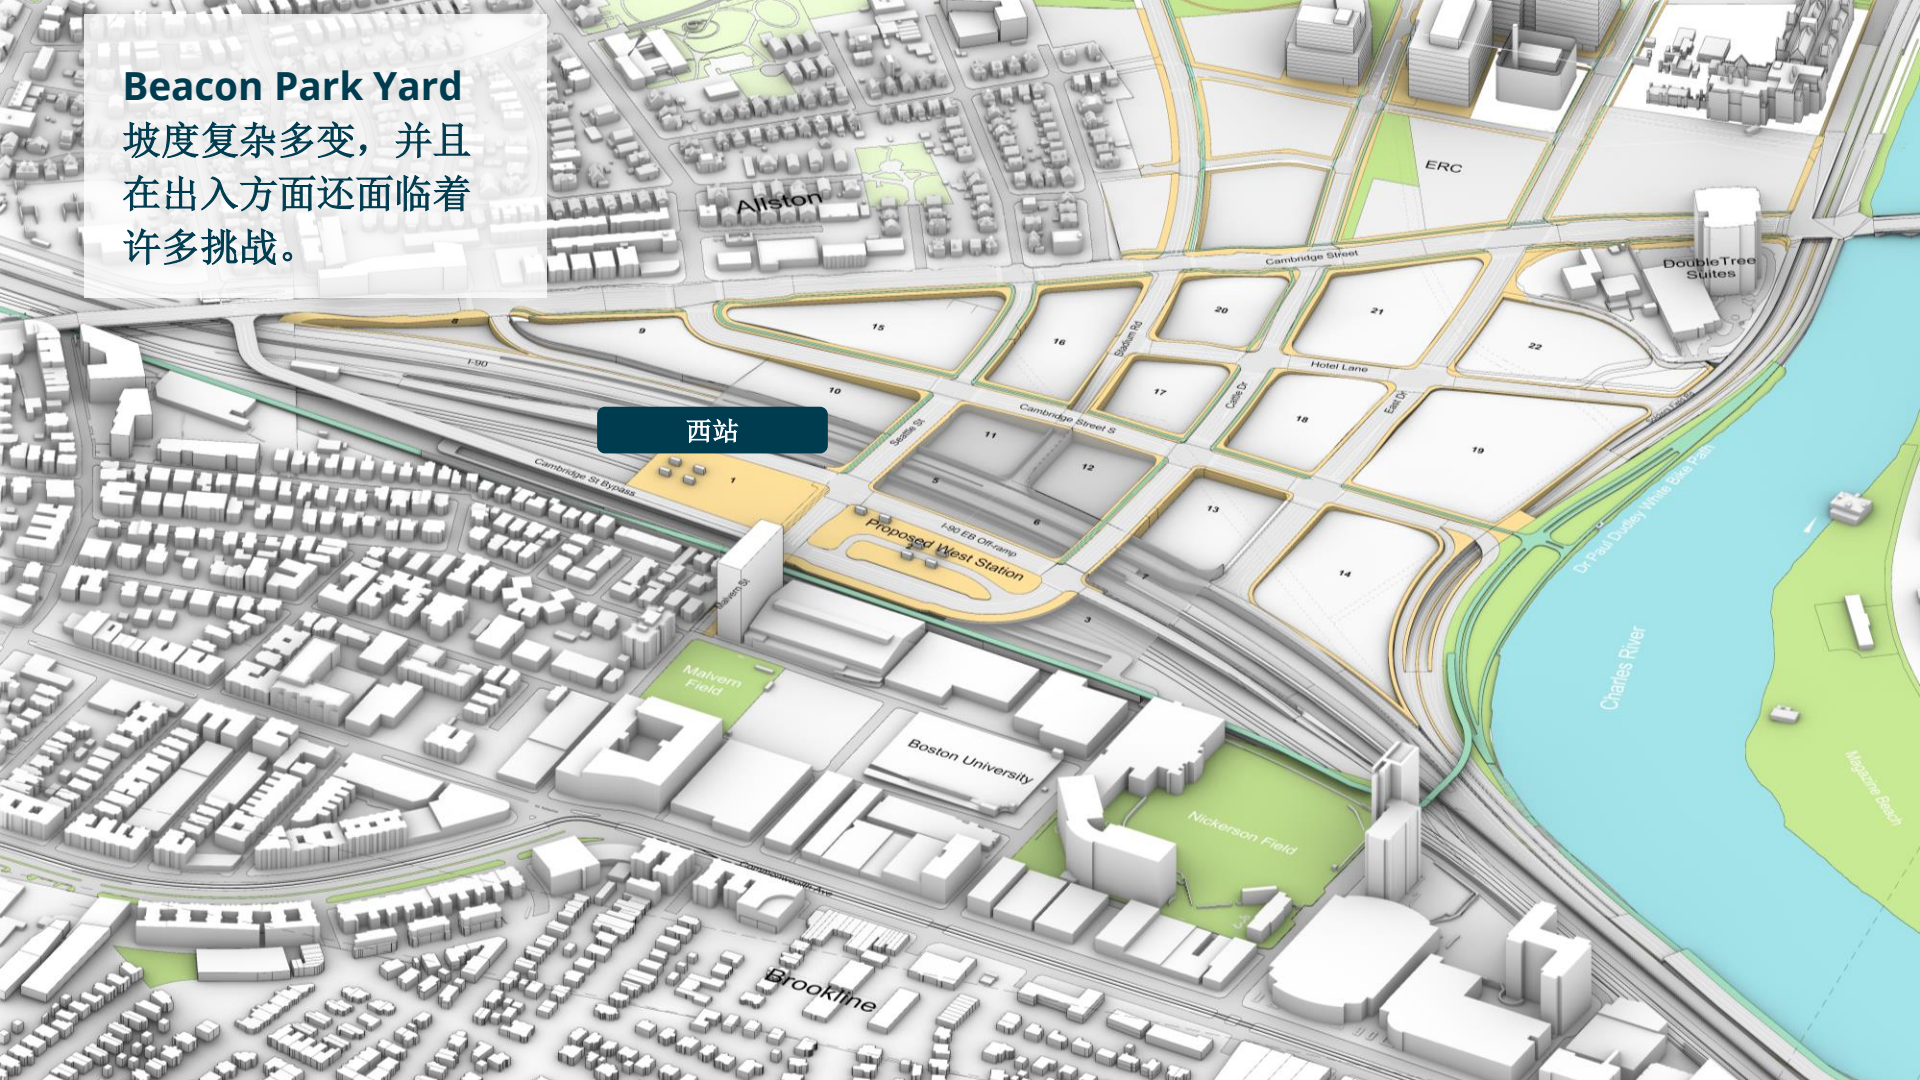 Beacon Park Yard
坡度复杂多变，并且
在出入方面还面临着
许多挑战。
Allston
ERC
Cambridge Street
DoubleTree
Suites
8
9
15
16
Stadium Rd
20
21
22
I-90
10
17
Cattle Dr
Hotel Lane
18
East Dr
西站
Cambridge Street S
Seattle St
11
12
19
Cambridge St Bypass
1
5
6
13
Dr Paul Dudley White Bike Path
I-90 EB Off-ramp
Proposed West Station
2
14
7
3
Malvern St
Malvern
Field
Charles River
Boston University
Magazine Beach
Nickerson Field
Commonwealth Ave
Brookline